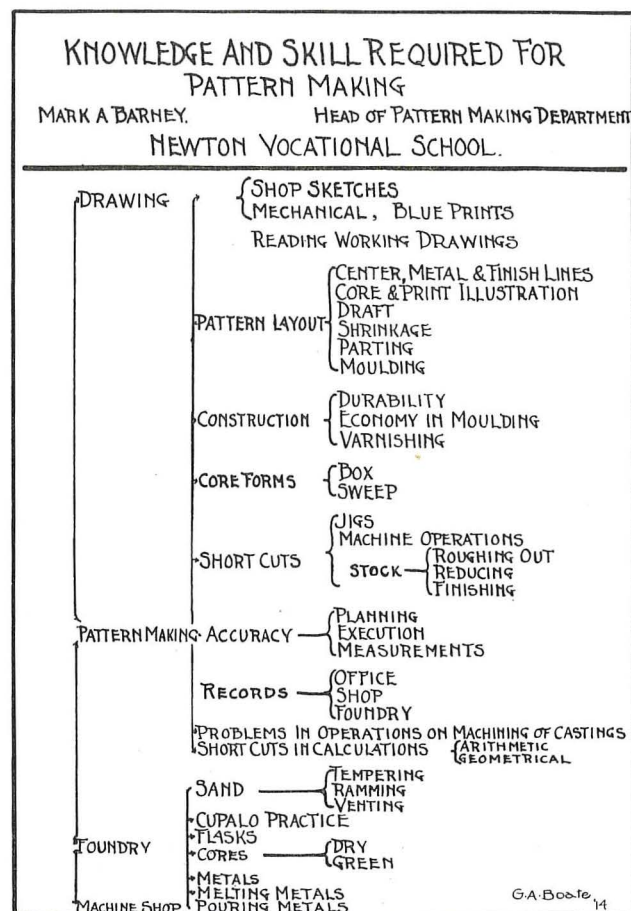 KNOWLEDGE AND SKILL REQUIRED FOR
PATTERN MAKING
MARK A BARNEY. HEAD OF PATTERN MAKING DEPARTMENT
NEWTON VOCATIONAL SCHOOL.
DRAWING
SHOP SKETCHES
MECHANICAL, BLUE PRINTS
READING WORKING DRAWINGS
PATTERN LAYOUT
CENTER, METAL & FINISH LINES
CORE & PRINT ILLUSTRATION
DRAFT
SHRINKAGE
PARTING
MOULDING
CONSTRUCTION
DURABILITY
ECONOMY IN MOULDING
VARNISHING
CORE FORMS
BOX
SWEEP
SHORT CUTS
JIGS
MACHINE OPERATIONS
STOCK
ROUGHING OUT
REDUCING
FINISHING
PATTERN MAKING
ACCURACY
PLANNING
EXECUTION
MEASUREMENTS
RECORDS
OFFICE
SHOP
FOUNDRY
PROBLEMS IN OPERATIONS ON MACHINING OF CASTINGS
SHORT CUTS IN CALCULATIONS
ARITHMETIC
GEOMETRICAL
FOUNDRY
SAND
TEMPERING
RAMMING
VENTING
CUPALO PRACTICE
FLASKS
CORES
DRY
GREEN
METALS
MELTING METALS
POURING METALS
MACHINE SHOP
G.A. Boate
'14